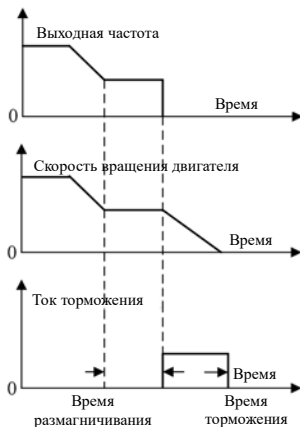 Выходная частота
Время
0
Скорость вращения двигателя
Время
0
Ток торможения
Время
0
Время
размагничивания
Время
торможения